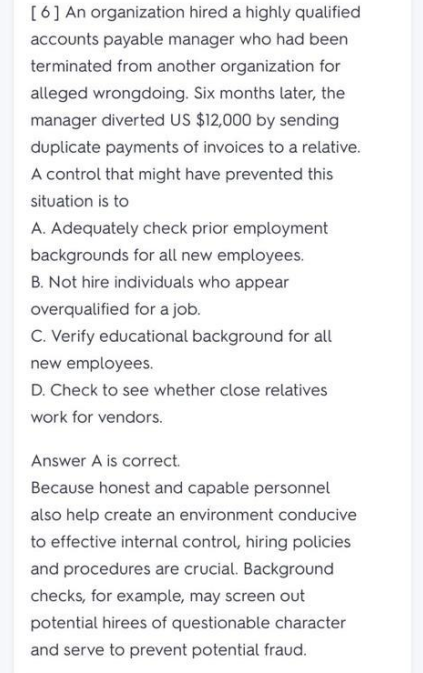 [ 6 ] An organization hired a highly qualified
accounts payable manager who had been
terminated from another organization for
alleged wrongdoing. Six months later, the
manager diverted US $12,000 by sending
duplicate payments of invoices to a relative.
A control that might have prevented this
situation is to
A. Adequately check prior employment
backgrounds for all new employees.
B. Not hire individuals who appear
overqualified for a job.
C. Verify educational background for all
new employees.
D. Check to see whether close relatives
work for vendors.
Answer A is correct.
Because honest and capable personnel
also help create an environment conducive
to effective internal control, hiring policies
and procedures are crucial. Background
checks, for example, may screen out
potential hirees of questionable character
and serve to prevent potential fraud.